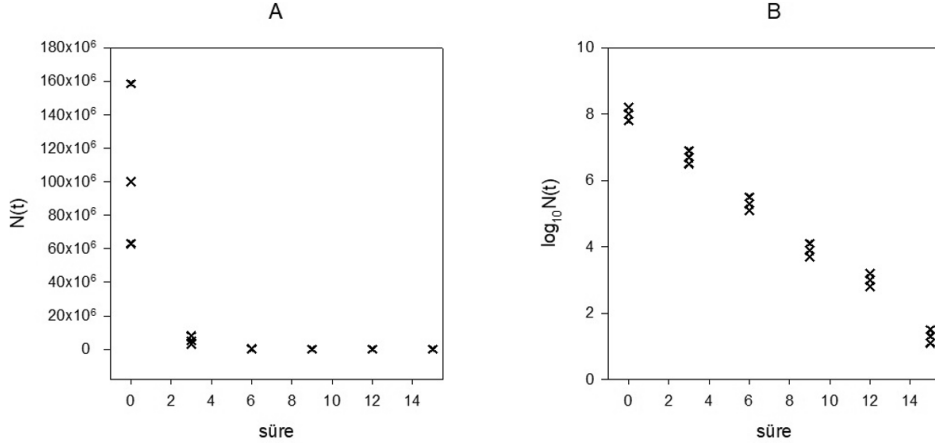 A
N(t)
180x10⁶
160x10⁶
140x10⁶
120x10⁶
100x10⁶
80x10⁶
60x10⁶
40x10⁶
20x10⁶
0
0 2 4 6 8 10 12 14
süre
B
log₁₀N(t)
10
8
6
4
2
0
0 2 4 6 8 10 12 14
süre